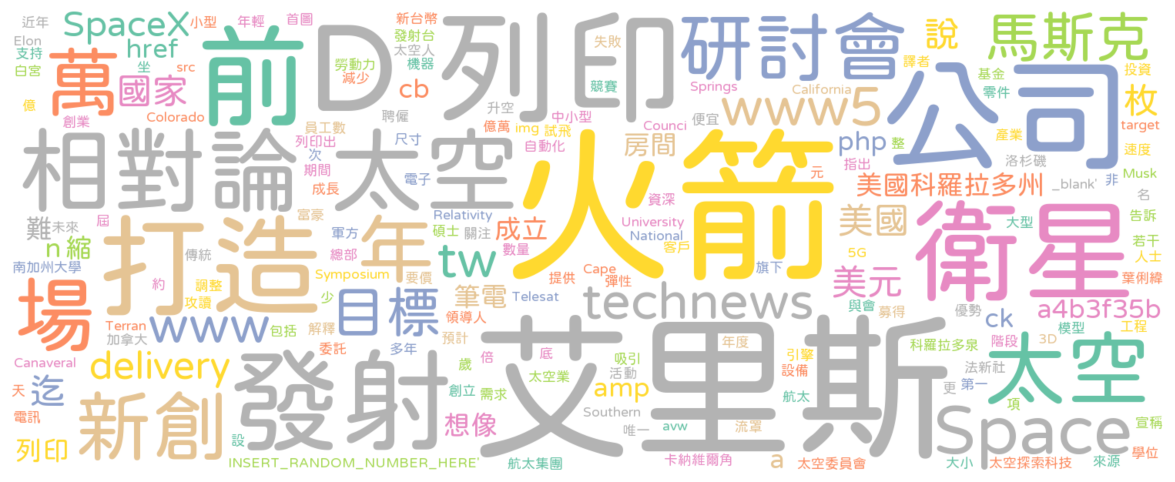 近年
SpaceX
小型
年輕
首圖
新台幣
失敗
研討會
說
馬斯克
Elon
支持
href
前
D
列印
發射台
太空人
譯者
基金
投資
白宮
坐
src
萬
國家
勞動力
機器
減少
cb
競賽
Springs
California
www5
公司
零件
枚
億
創業
Colorado
聘僱
升空
億萬
中小型
Counci
便宜
php
整
產業
target
員工數
列印出
尺寸
img
試飛
自動化
房間
元
指出
洛杉磯
速度
相對論
次
期間
太空
火箭
美國科羅拉多州
_blank'
非
Musk
名
電子
成長
資深
難
未來
富豪
Relativity
成立
University
美國
衛星
大型
告訴
打造
年
軍方
碩士
關注
數量
National
客戶
5G
若干
人士
n
縮
傳統
總部
tw
Cape
旗下
美元
葉俐緯
南加州大學
約
調整
Symposium
要價
提供
彈性
與會
募得
優勢
a4b3f35b
場
攻讀
少
目標
筆電
Telesat
technews
ck
模型
工程
Terran
加拿大
www
解釋
領導人
年度
階段
3D
Canaveral
包括
委託
預計
艾里斯
引擎
科羅拉多泉
delivery
發射
多年
歲
倍
底
吸引
活動
設備
法新社
太空
天
迄
創立
需求
太空業
amp
航太
更
第一
項
電訊
新創
想像
Southern
Space
宣稱
列印
設
唯一
avw
流罩
學位
INSERT_RANDOM_NUMBER_HERE'
航太集團
卡納維爾角
a
太空委員會
大小
太空探索科技
來源
屆